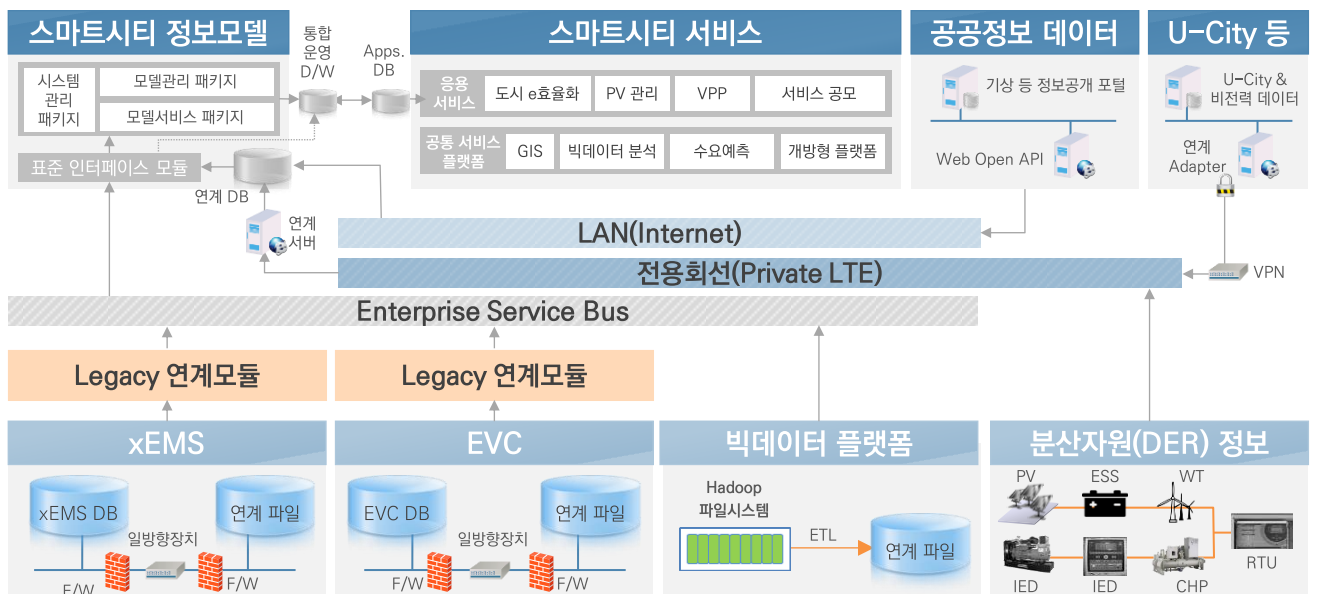 스마트시티 정보모델
시스템
관리
패키지
모델관리 패키지
모델서비스 패키지
표준 인터페이스 모듈
통합
운영
D/W
Apps.
DB
연계 DB
연계
서버
스마트시티 서비스
응용
서비스
도시 e효율화
PV 관리
VPP
서비스 공모
공통 서비스
플랫폼
GIS
빅데이터 분석
수요예측
개방형 플랫폼
공공정보 데이터
기상 등 정보공개 포털
Web Open API
U-City 등
U-City &
비전력 데이터
연계
Adapter
VPN
LAN(Internet)
전용회선(Private LTE)
Enterprise Service Bus
Legacy 연계모듈
Legacy 연계모듈
xEMS
xEMS DB
연계 파일
일방향장치
F/W
F/W
EVC
EVC DB
연계 파일
일방향장치
F/W
F/W
빅데이터 플랫폼
Hadoop
파일시스템
ETL
연계 파일
분산자원(DER) 정보
PV
ESS
WT
IED
IED
CHP
RTU